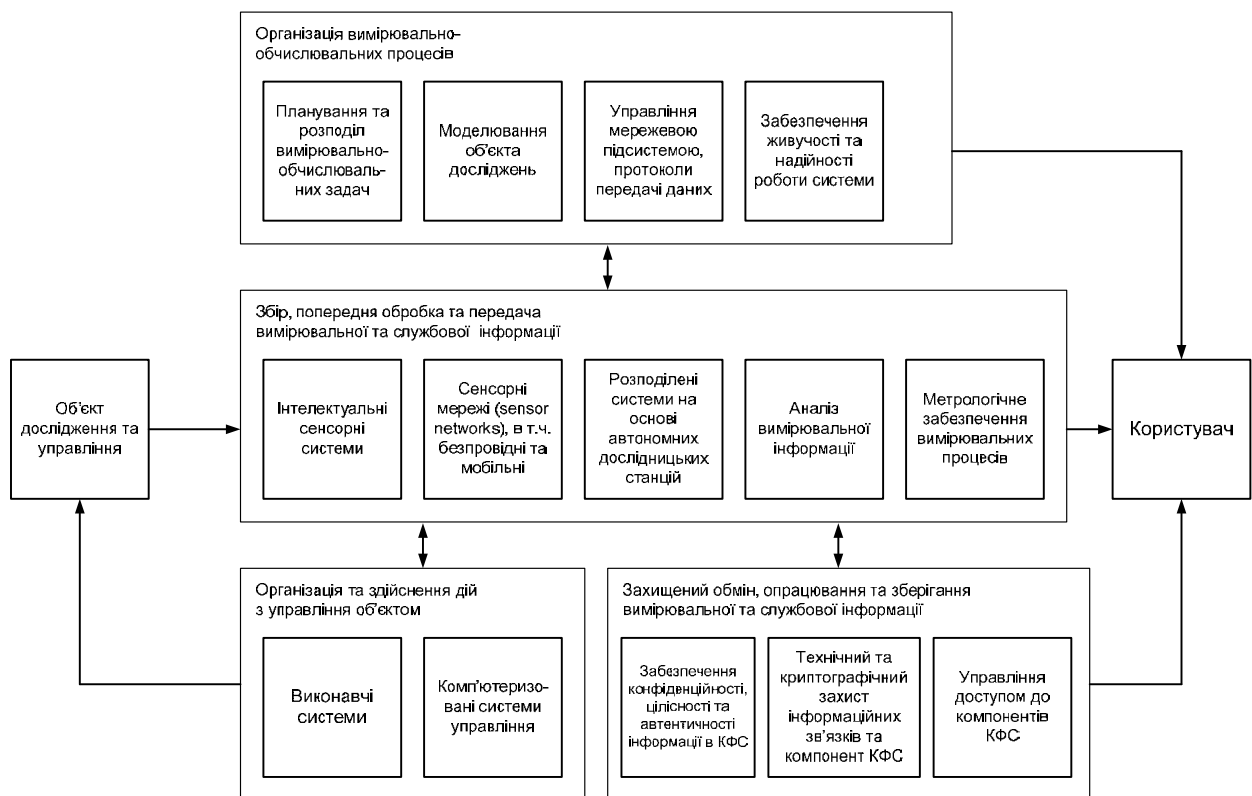 Організація вимірювально-
обчислювальних процесів
Планування та
розподіл
вимірювально-
обчислюваль-
них задач
Моделювання
об'єкта
досліджень
Управління
мережевою
підсистемою,
протоколи
передачі даних
Забезпечення
живучості та
надійності
роботи системи
Збір, попередня обробка та передача
вимірювальної та службової інформації
Об'єкт
дослідження та
управління
Інтелектуальні
сенсорні
системи
Сенсорні
мережі (sensor
networks), в т.ч.
безпровідні та
мобільні
Розподілені
системи на
основі
автономних
дослідницьких
станцій
Аналіз
вимірювальної
інформації
Метрологічне
забезпечення
вимірювальних
процесів
Користувач
Організація та здійснення дій
з управління об'єктом
Виконавчі
системи
Комп'ютеризо-
вані системи
управління
Захищений обмін, опрацювання та зберігання
вимірювальної та службової інформації
Забезпечення
конфіденційності,
цілісності та
автентичності
інформації в КФС
Технічний та
криптографічний
захист
інформаційних
зв'язків та
компонент КФС
Управління
доступом до
компонентів
КФС